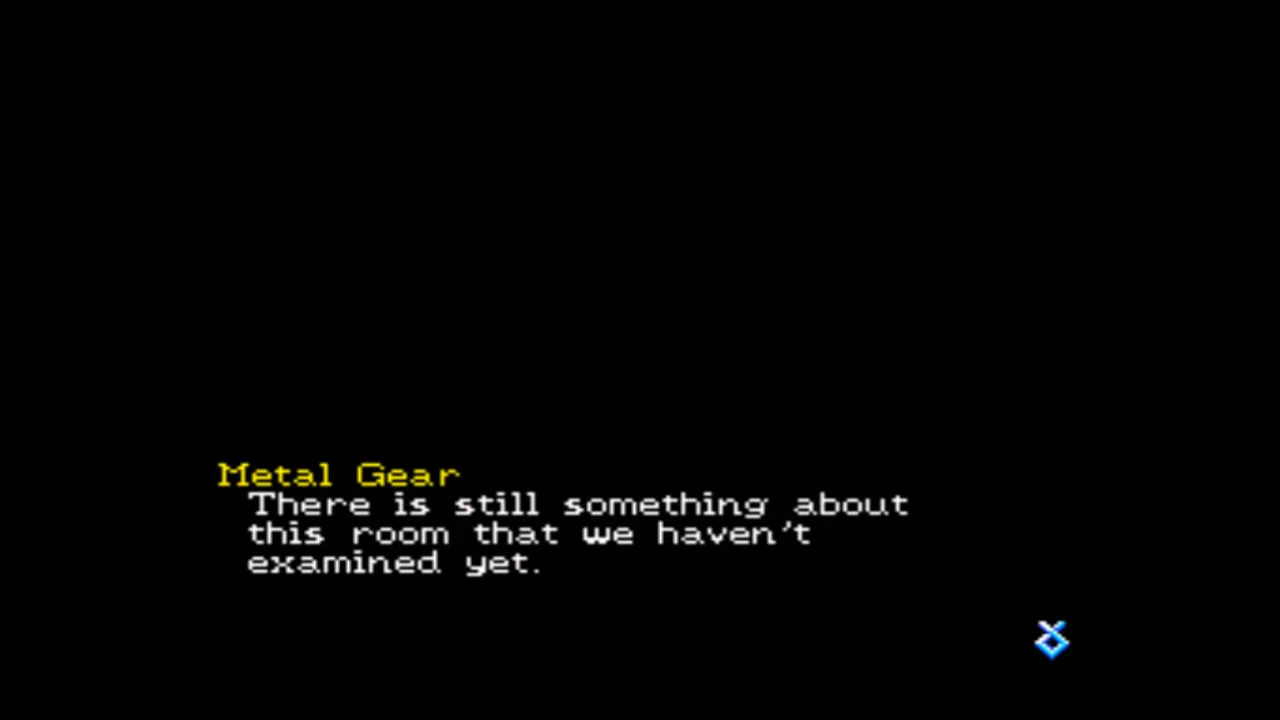 Metal Gear
There is still something about
this room that we haven't
examined yet.